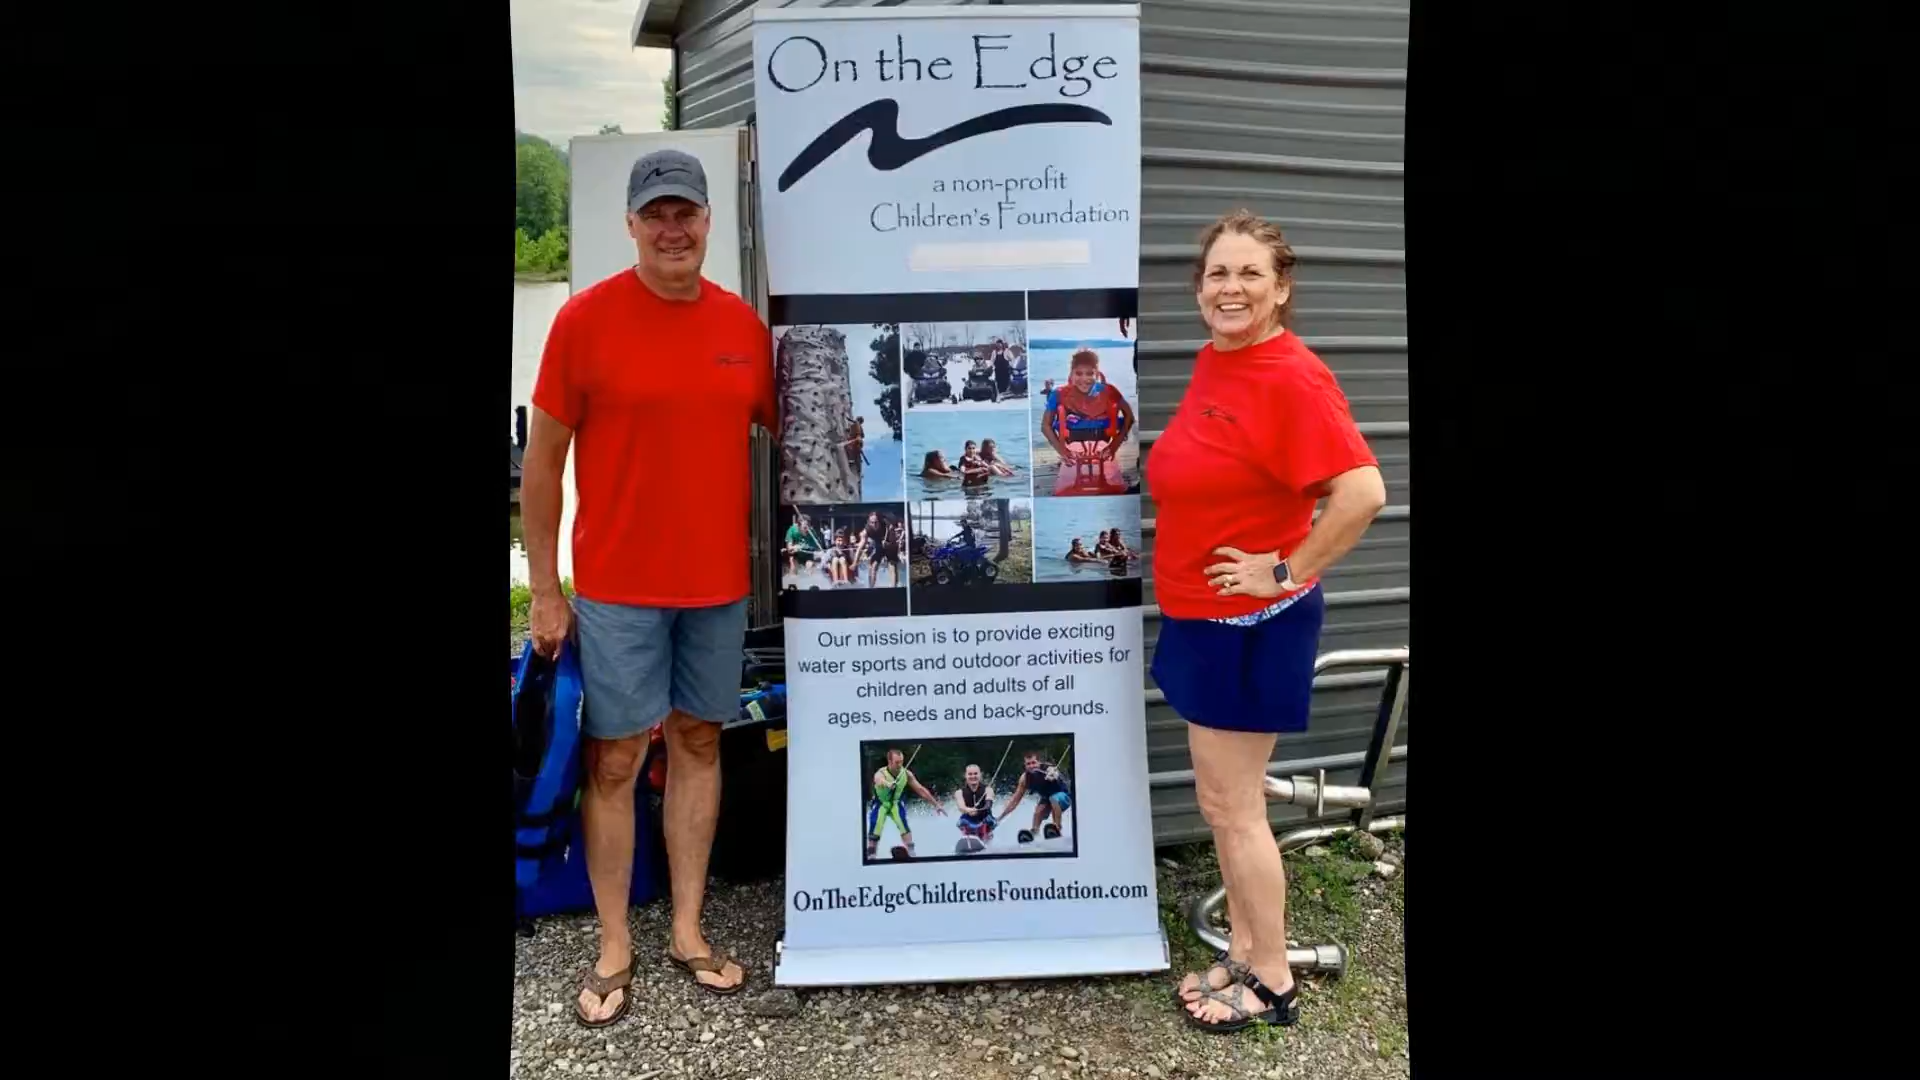 On the Edge
a non-profit
Children's Foundation
Our mission is to provide exciting
water sports and outdoor activities for
children and adults of all
ages, needs and back-grounds.
OnTheEdgeChildrensFoundation.com